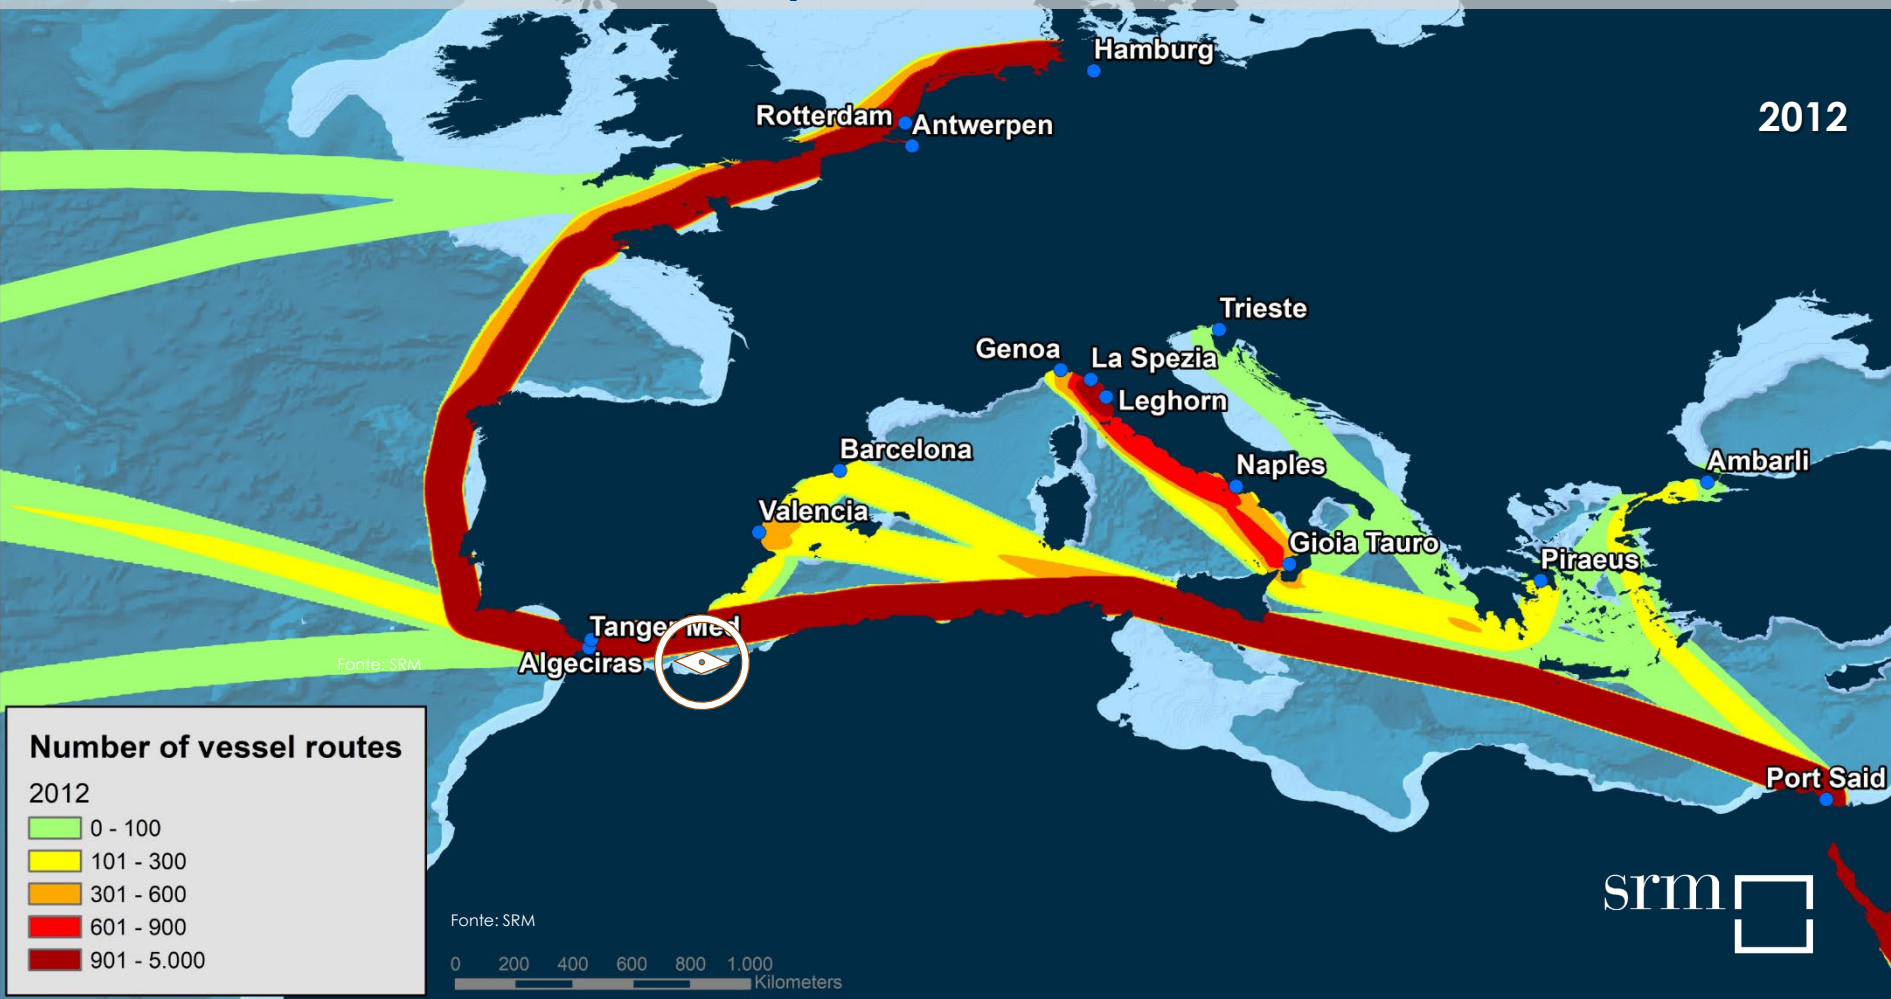 Hamburg
2012
Rotterdam
Antwerpen
Trieste
Genoa
La Spezia
Leghorn
Barcelona
Naples
Ambarli
Valencia
Gioia Tauro
Piraeus
Tanger Med
Algeciras
Fonte: SRM
Port Said
Number of vessel routes
2012
0 - 100
101 - 300
301 - 600
601 - 900
901 - 5.000
srm
Fonte: SRM
0 200 400 600 800 1.000
Kilometers